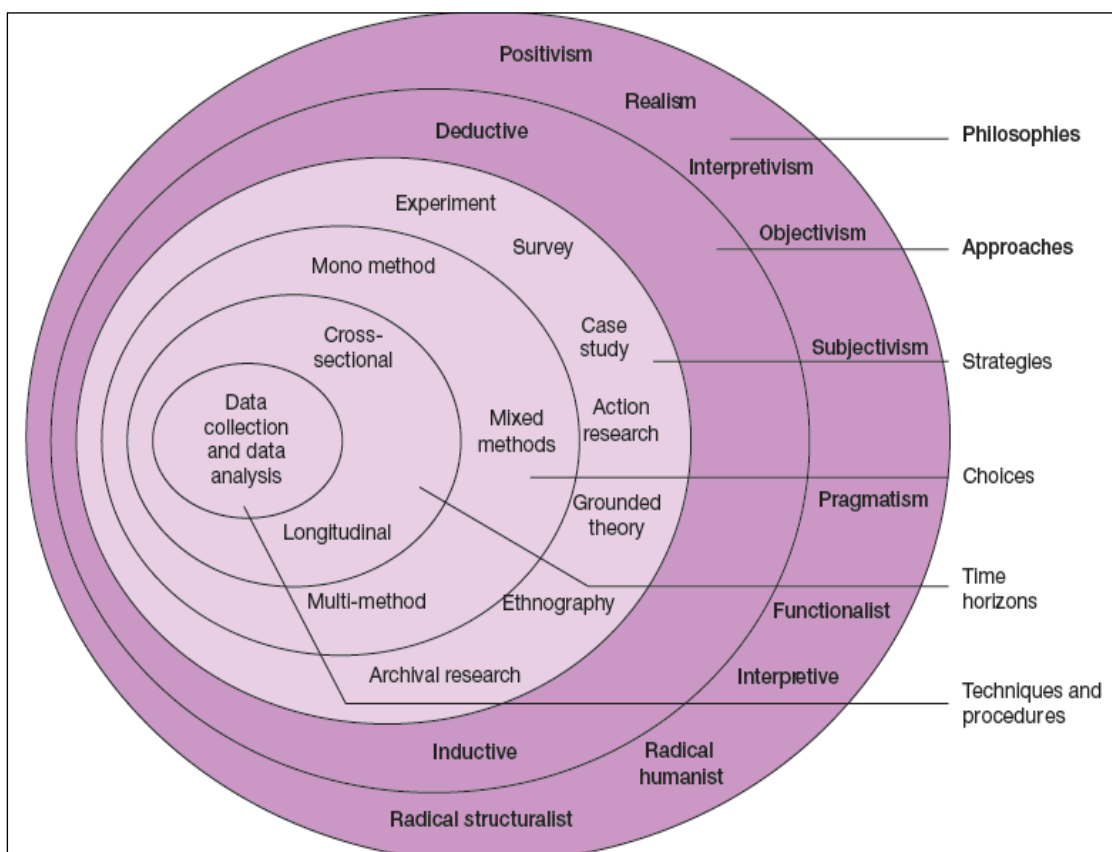 Positivism
Realism
Philosophies
Deductive
Interpretivism
Experiment
Objectivism
Approaches
Survey
Mono method
Case
study
Cross-
sectional
Subjectivism
Strategies
Data
collection
and data
analysis
Mixed
methods
Action
research
Choices
Pragmatism
Grounded
theory
Longitudinal
Time
horizons
Multi-method
Ethnography
Functionalist
Archival research
Interpretive
Techniques and
procedures
Inductive
Radical
humanist
Radical structuralist